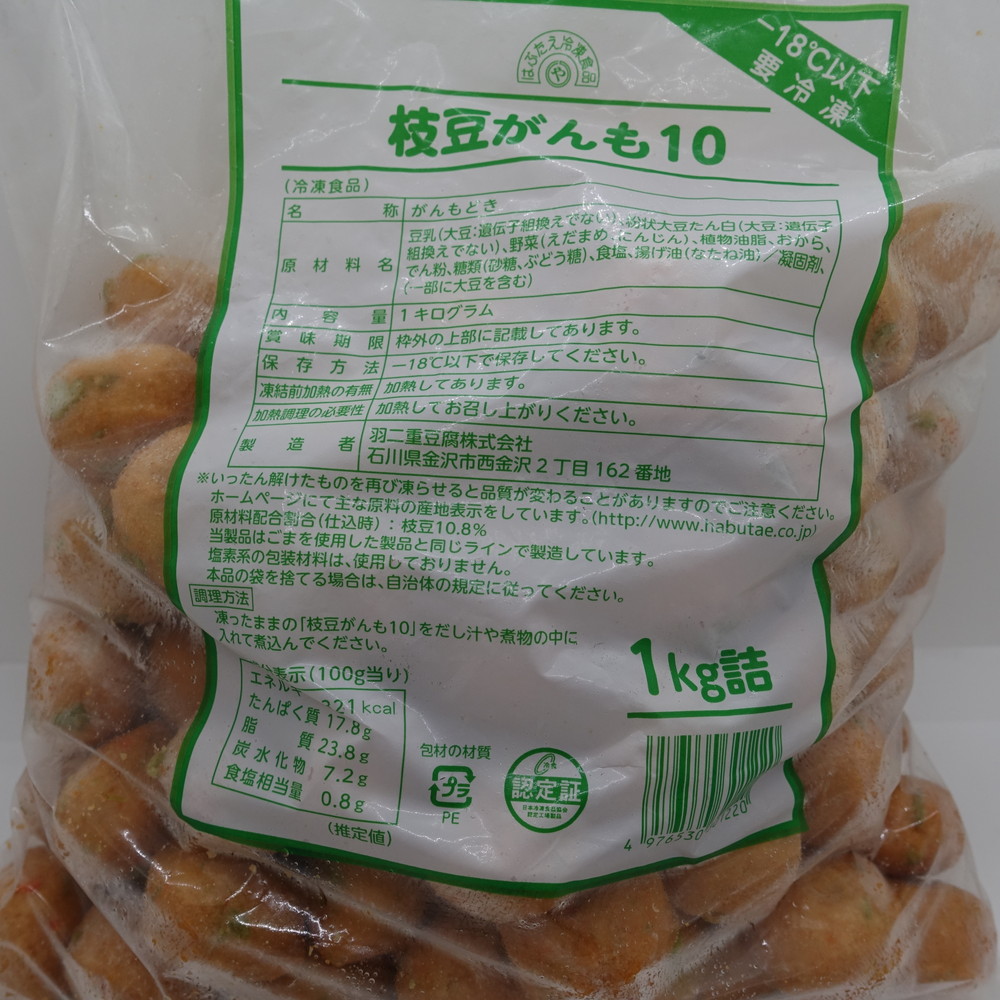 はぶたえ冷凍食品
や
-18℃以下
要冷凍
枝豆がんも10
(冷凍食品)
名称 がんもどき
原材料名 豆乳(大豆:遺伝子組換えでない)、粉状大豆たん白(大豆:遺伝子
組換えでない)、野菜(えだまめ、にんじん)、植物油脂、おから、
でん粉、糖類(砂糖、ぶどう糖)、食塩、揚げ油(なたね油)/凝固剤、
(一部に大豆を含む)
内容量 1キログラム
賞味期限 枠外の上部に記載してあります。
保存方法 -18℃以下で保存してください。
凍結前加熱の有無 加熱してあります。
加熱調理の必要性 加熱してお召し上がりください。
製造者 羽二重豆腐株式会社
石川県金沢市西金沢2丁目162番地
※いったん解けたものを再び凍らせると品質が変わることがありますのでご注意ください。
ホームページにて主な原料の産地表示をしています。(http://www.habutae.co.jp)
原材料配合割合(仕込時):枝豆10.8%
当製品はごまを使用した製品と同じラインで製造しています。
塩素系の包装材料は、使用しておりません。
本品の袋を捨てる場合は、自治体の規定に従ってください。
調理方法
凍ったままの「枝豆がんも10」をだし汁や煮物の中に
入れて煮込んでください。
1kg詰
表示(100g当り)
エネルギ 321kcal
たんぱく質 17.8g
脂質 23.8g
炭水化物 7.2g
食塩相当量 0.8g
(推定値)
包材の材質
プラ
PE
認定証
日本冷凍食品協会
認定工場製品
4 976530 220